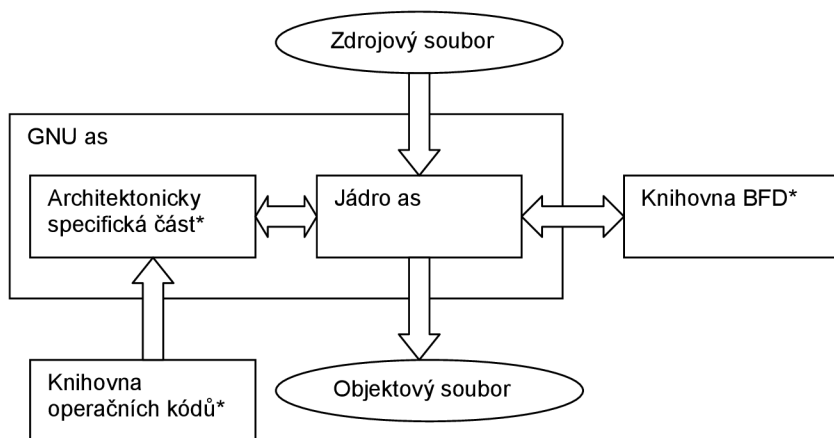 Zdrojový soubor
GNU as
Architektonicky
specifická část*
Jádro as
Knihovna BFD*
Knihovna
operačních kódů*
Objektový soubor